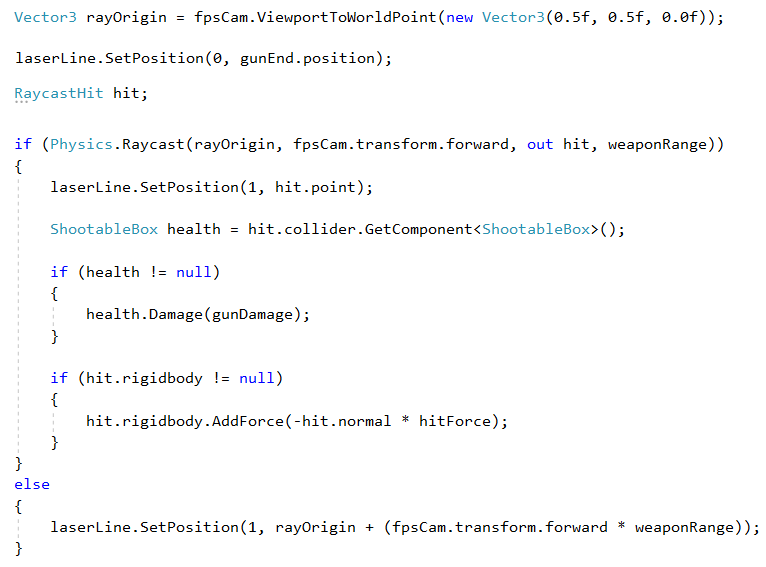 Vector3 rayOrigin = fpsCam.ViewportToWorldPoint(new Vector3(0.5f, 0.5f, 0.0f));
laserLine.SetPosition(0, gunEnd.position);
RaycastHit hit;
if (Physics.Raycast(rayOrigin, fpsCam.transform.forward, out hit, weaponRange))
{
    laserLine.SetPosition(1, hit.point);
    ShootableBox health = hit.collider.GetComponent<ShootableBox>();
    if (health != null)
    {
        health.Damage(gunDamage);
    }
    if (hit.rigidbody != null)
    {
        hit.rigidbody.AddForce(-hit.normal * hitForce);
    }
}
else
{
    laserLine.SetPosition(1, rayOrigin + (fpsCam.transform.forward * weaponRange));
}